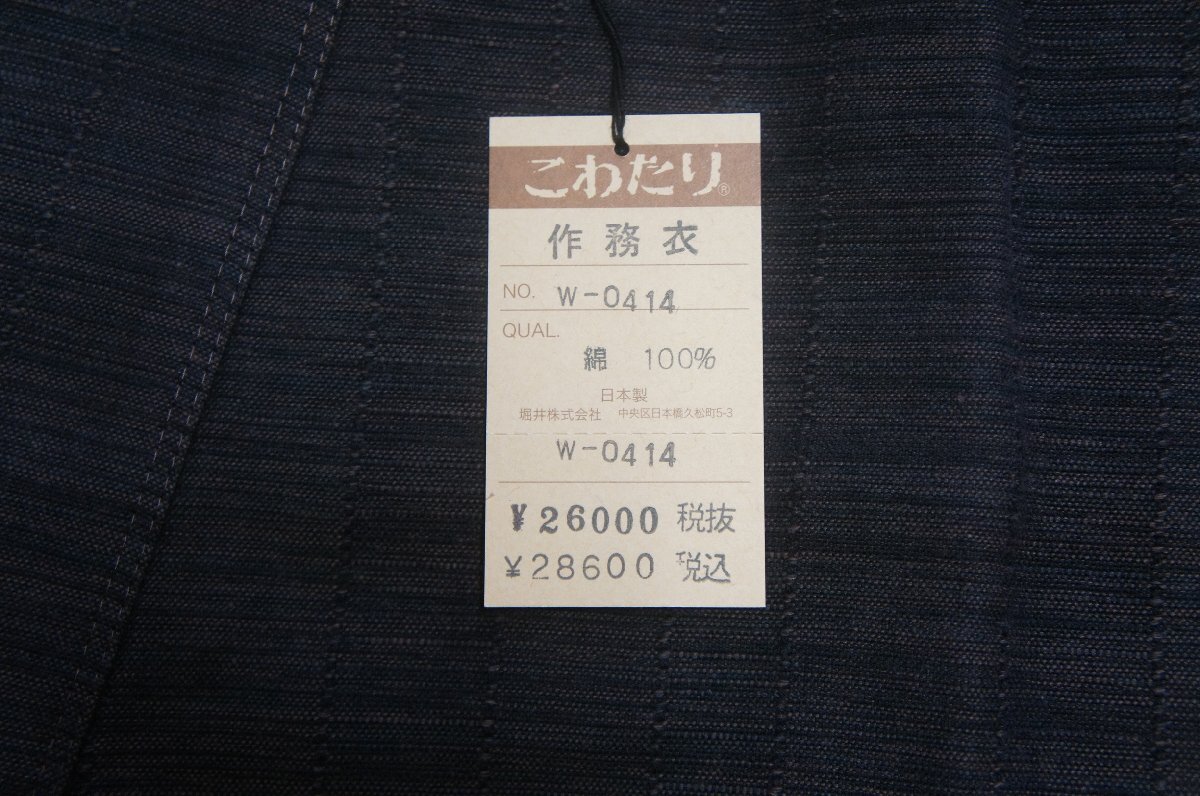 こわたり®
作務衣
NO. W-0414
QUAL.
綿 100%
日本製
堀井株式会社 中央区日本橋久松町5-3
W-0414
¥26000 税抜
¥28600 税込